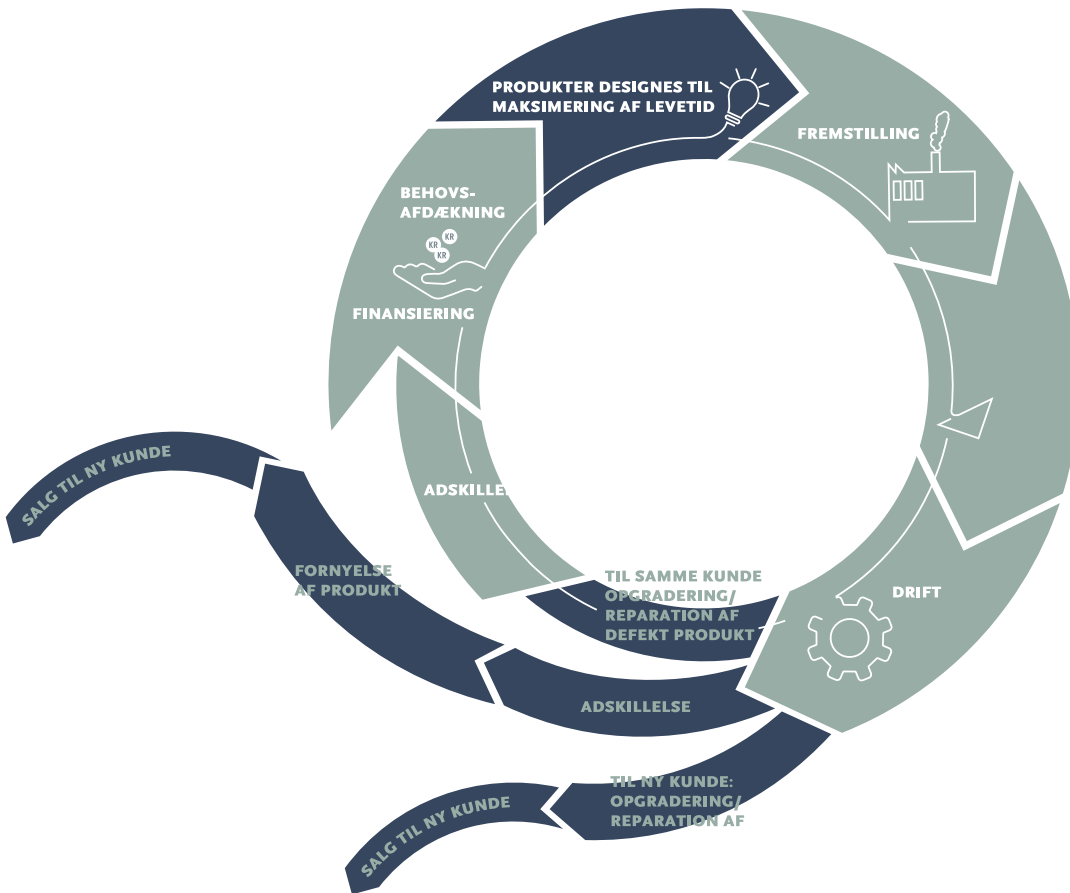 PRODUKTER DESIGNES TIL
MAKSIMERING AF LEVETID
FREMSTILLING
BEHOVS-
AFDÆKNING
KR
KR
KR
FINANSIERING
SALG TIL NY KUNDE
FORNYELSE
AF PRODUKT
TIL SAMME KUNDE
OPGRADERING/
REPARATION AF
DEFEKT PRODUKT
DRIFT
ADSKILLELSE
TIL NY KUNDE:
OPGRADERING/
REPARATION AF
SALG TIL NY KUNDE